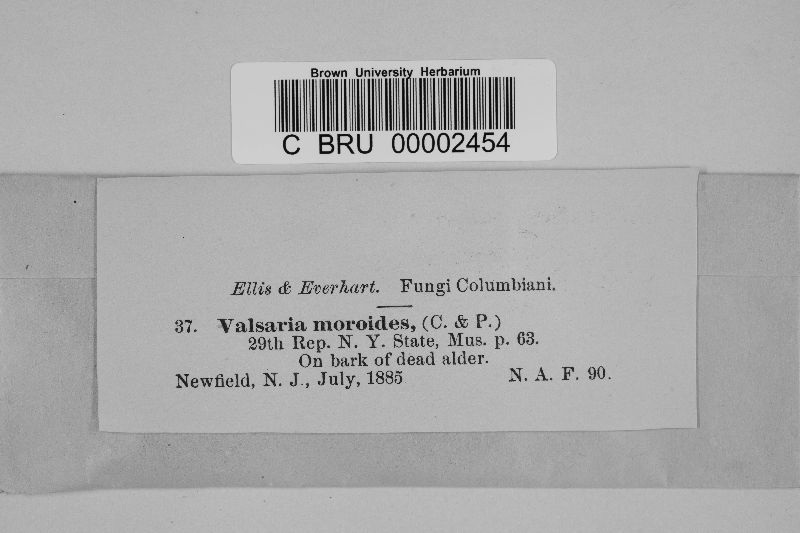 Brown University Herbarium
C BRU 00002454
Ellis & Everhart. Fungi Columbiani.
37. Valsaria moroides, (C. & P.)
29th Rep. N. Y. State, Mus. p. 63.
On bark of dead alder.
Newfield, N. J., July, 1885 N. A. F. 90.